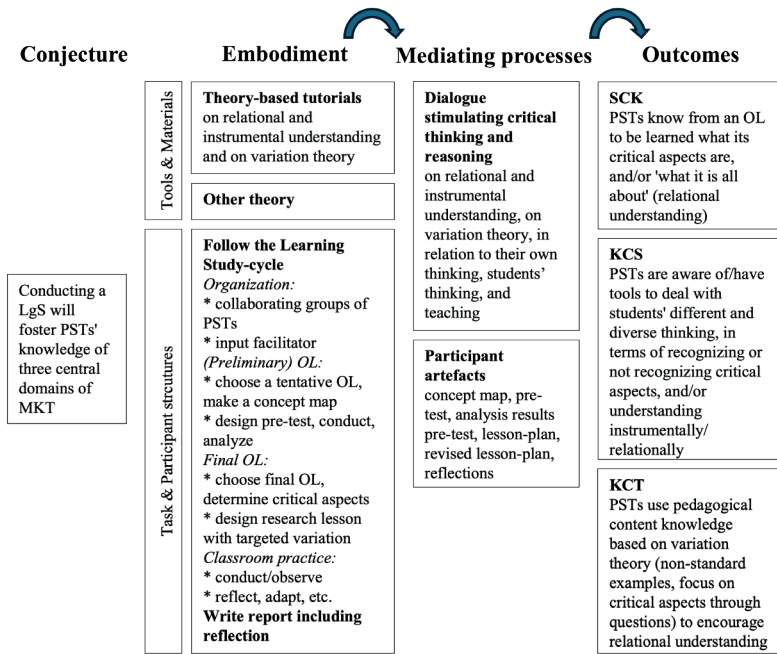 Conjecture
Embodiment
Mediating processes
Outcomes
Conducting a
LgS will
foster PSTs'
knowledge of
three central
domains of
MKT
Tools & Materials
Theory-based tutorials
on relational and
instrumental understanding
and on variation theory
Other theory
Task & Participant strcutures
Follow the Learning
Study-cycle
Organization:
* collaborating groups of
PSTs
* input facilitator
(Preliminary) OL:
* choose a tentative OL,
make a concept map
* design pre-test, conduct,
analyze
Final OL:
* choose final OL,
determine critical aspects
* design research lesson
with targeted variation
Classroom practice:
* conduct/observe
* reflect, adapt, etc.
Write report including
reflection
Dialogue
stimulating critical
thinking and
reasoning
on relational and
instrumental
understanding, on
variation theory, in
relation to their own
thinking, students’
thinking, and
teaching
Participant
artefacts
concept map, pre-
test, analysis results
pre-test, lesson-plan,
revised lesson-plan,
reflections
SCK
PSTs know from an OL
to be learned what its
critical aspects are,
and/or 'what it is all
about' (relational
understanding)
KCS
PSTs are aware of/have
tools to deal with
students' different and
diverse thinking, in
terms of recognizing or
not recognizing critical
aspects, and/or
understanding
instrumentally/
relationally
KCT
PSTs use pedagogical
content knowledge
based on variation
theory (non-standard
examples, focus on
critical aspects through
questions) to encourage
relational understanding